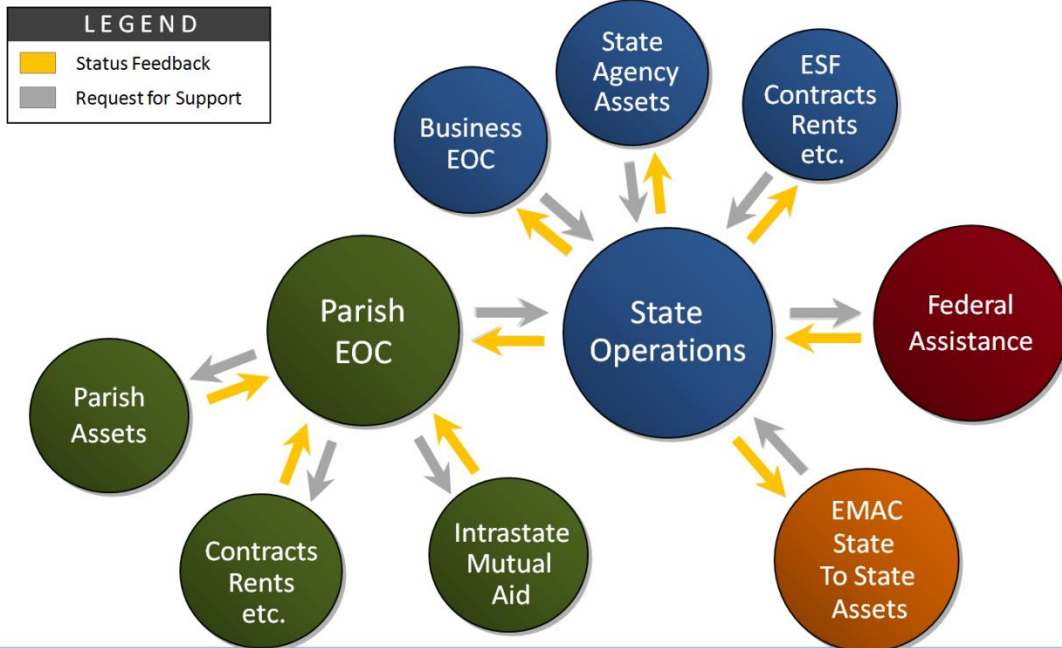 LEGEND
Status Feedback
Request for Support
State
Agency
Assets
ESF
Contracts
Rents
etc.
Business
EOC
Parish
EOC
State
Operations
Federal
Assistance
Parish
Assets
Contracts
Rents
etc.
Intrastate
Mutual
Aid
EMAC
State
To State
Assets